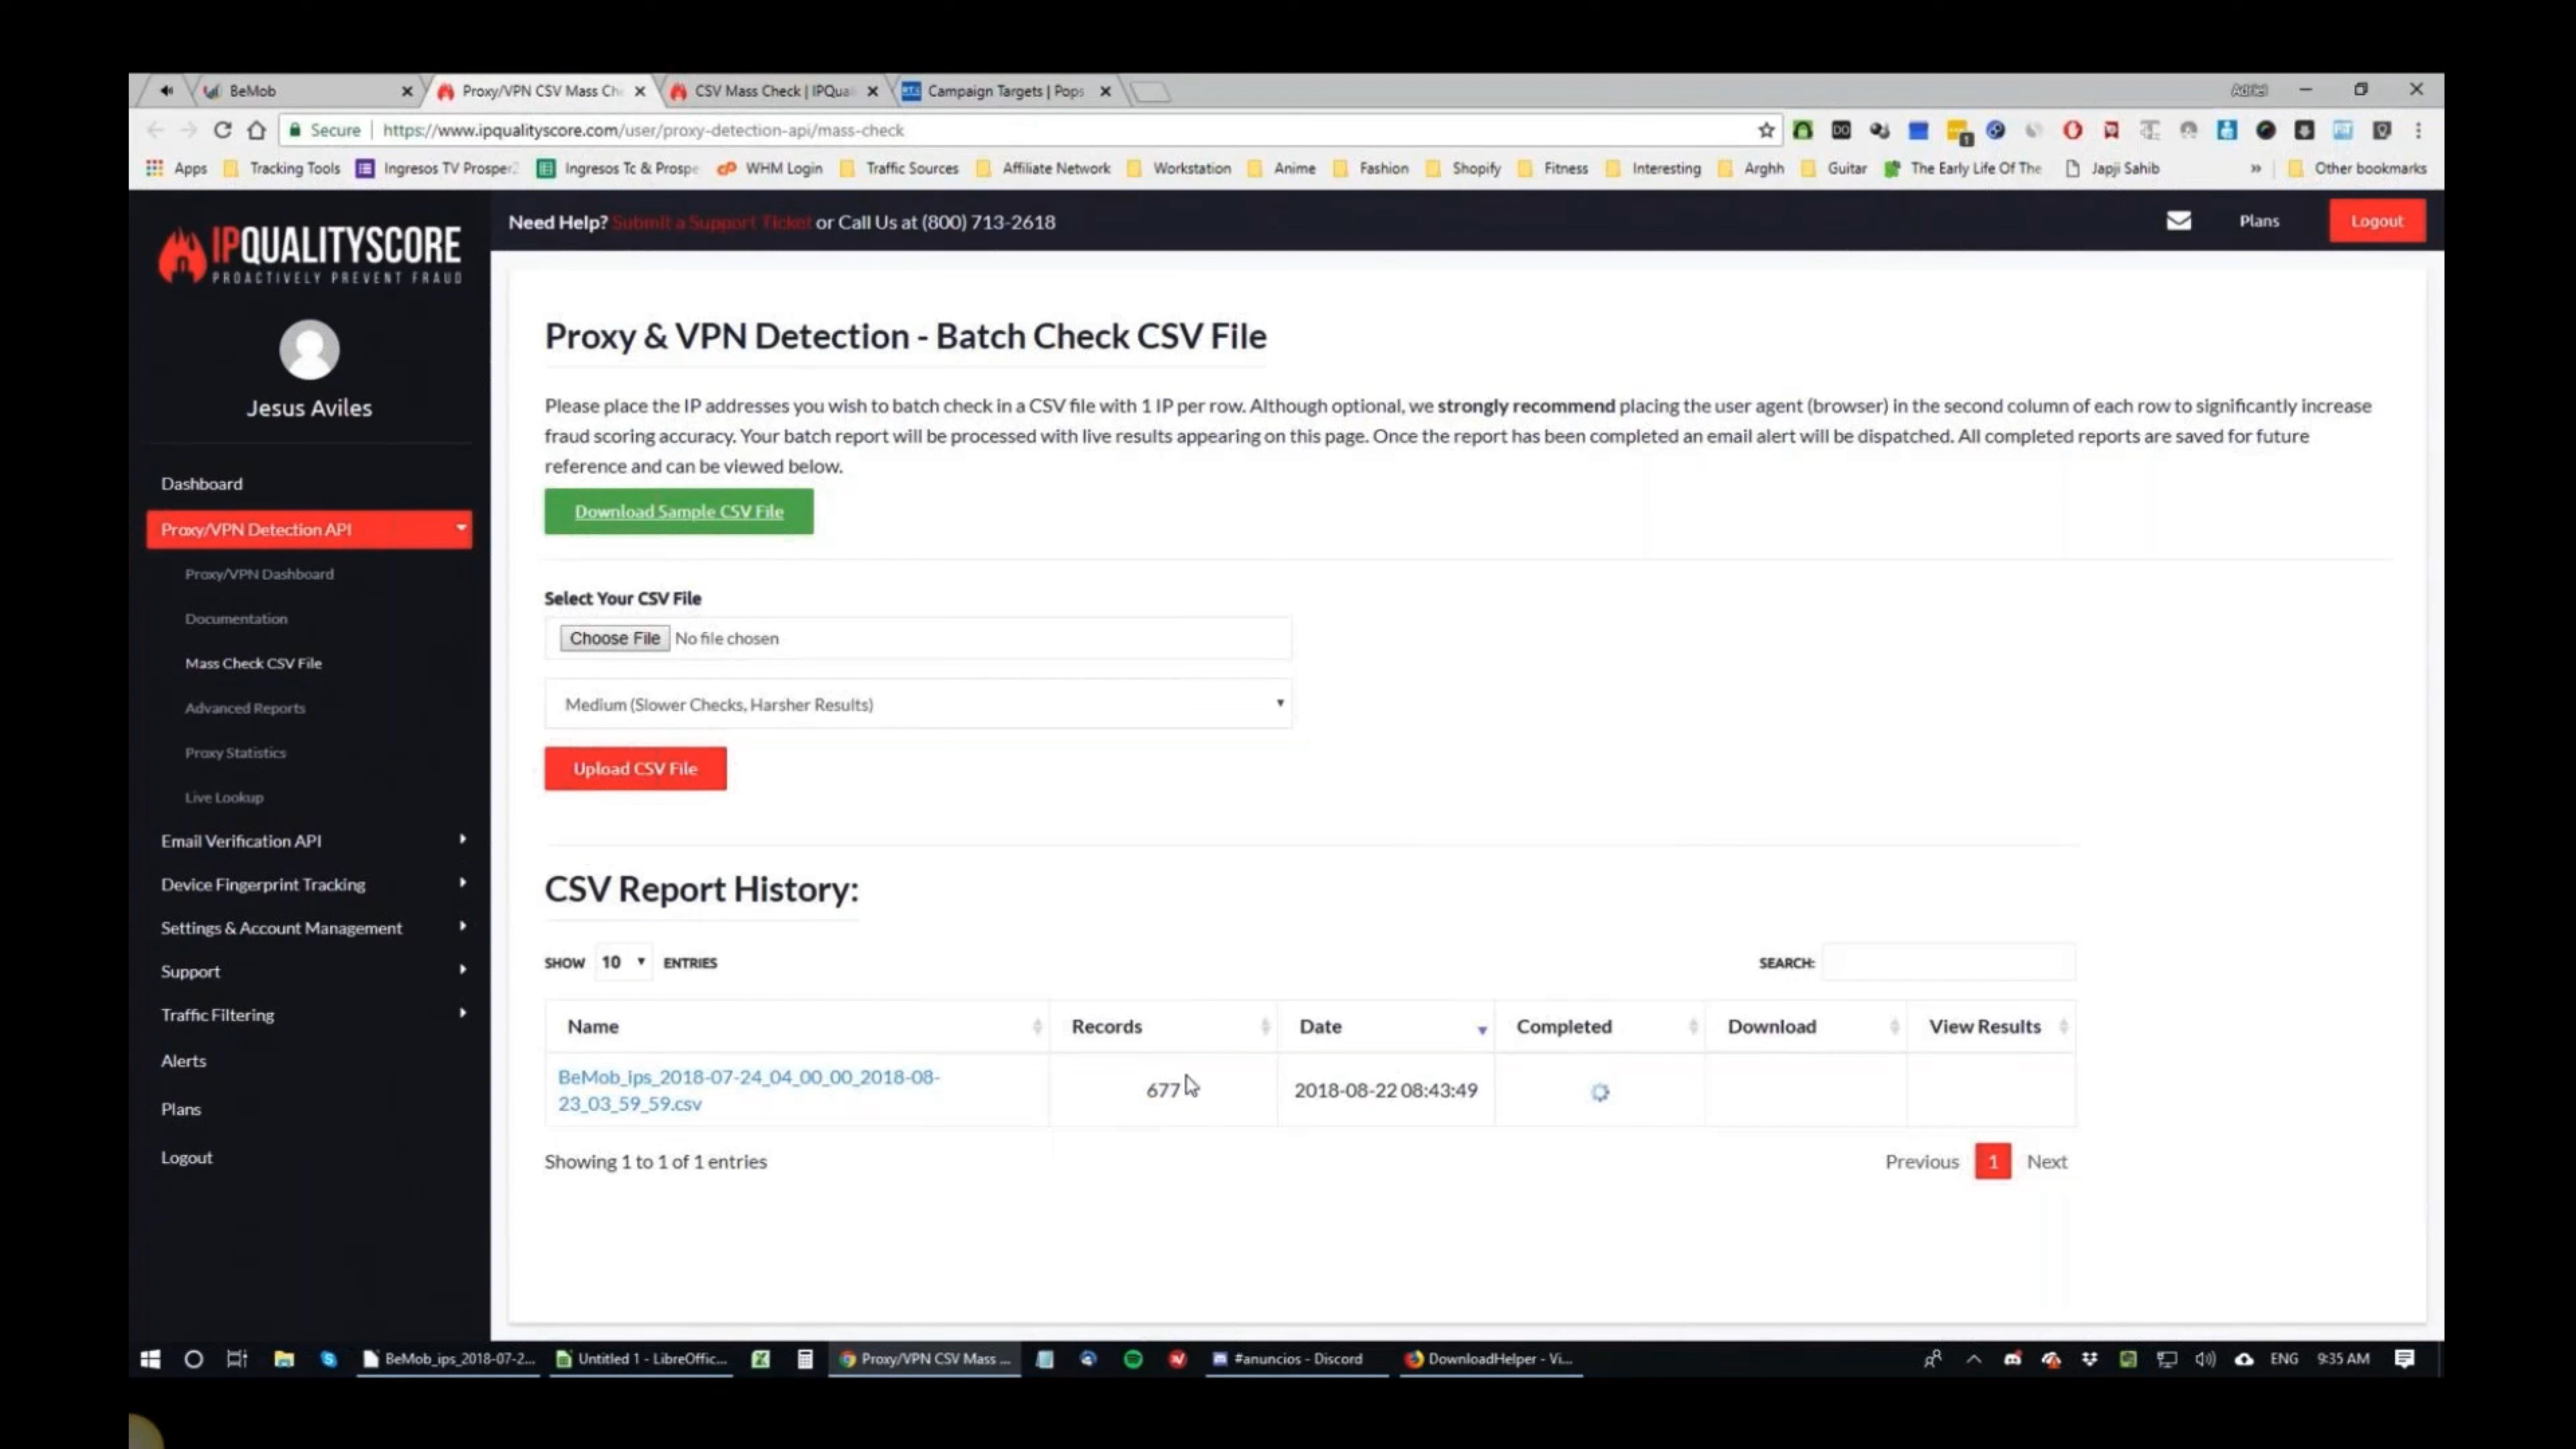 BeMob
Proxy/VPN CSV Mass Ch
CSV Mass Check | IPQual
Campaign Targets | Pops
Adriel
Secure
https://www.ipqualityscore.com/user/proxy-detection-api/mass-check
Apps
Tracking Tools
Ingresos TV Prosper
Ingresos Tc & Prospe
WHM Login
Traffic Sources
Affiliate Network
Workstation
Anime
Fashion
Shopify
Fitness
Interesting
Arghh
Guitar
The Early Life Of The
Japji Sahib
»
Other bookmarks
IPQUALITYSCORE
PROACTIVELY PREVENT FRAUD
Need Help? Submit a Support Ticket or Call Us at (800) 713-2618
Plans
Logout
Jesus Aviles
Dashboard
Proxy/VPN Detection API
Proxy/VPN Dashboard
Documentation
Mass Check CSV File
Advanced Reports
Proxy Statistics
Live Lookup
Email Verification API
Device Fingerprint Tracking
Settings & Account Management
Support
Traffic Filtering
Alerts
Plans
Logout
Proxy & VPN Detection - Batch Check CSV File
Please place the IP addresses you wish to batch check in a CSV file with 1 IP per row. Although optional, we strongly recommend placing the user agent (browser) in the second column of each row to significantly increase
fraud scoring accuracy. Your batch report will be processed with live results appearing on this page. Once the report has been completed an email alert will be dispatched. All completed reports are saved for future
reference and can be viewed below.
Download Sample CSV File
Select Your CSV File
Choose File No file chosen
Medium (Slower Checks, Harsher Results)
Upload CSV File
CSV Report History:
SHOW 10 ENTRIES
SEARCH:
Name
Records
Date
Completed
Download
View Results
BeMob_ips_2018-07-24_04_00_00_2018-08-
23_03_59_59.csv
677
2018-08-22 08:43:49
Showing 1 to 1 of 1 entries
Previous 1 Next
BeMob_ips_2018-07-2...
Untitled 1 - LibreOffic...
Proxy/VPN CSV Mass ...
#anuncios - Discord
DownloadHelper - Vi...
ENG
9:35 AM